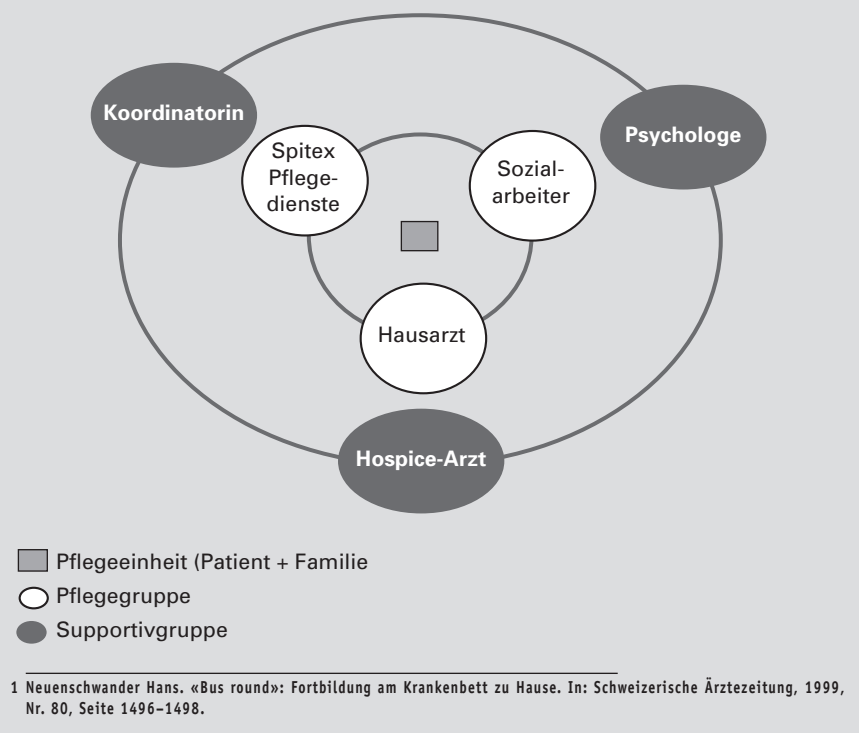 Koordinatorin
Psychologe
Spitex
Pflege-
dienste
Sozial-
arbeiter
Hausarzt
Hospice-Arzt
Pflegeeinheit (Patient + Familie
Pflegegruppe
Supportivgruppe
1 Neuenschwander Hans. «Bus round»: Fortbildung am Krankenbett zu Hause. In: Schweizerische Ärztezeitung, 1999,
Nr. 80, Seite 1496–1498.